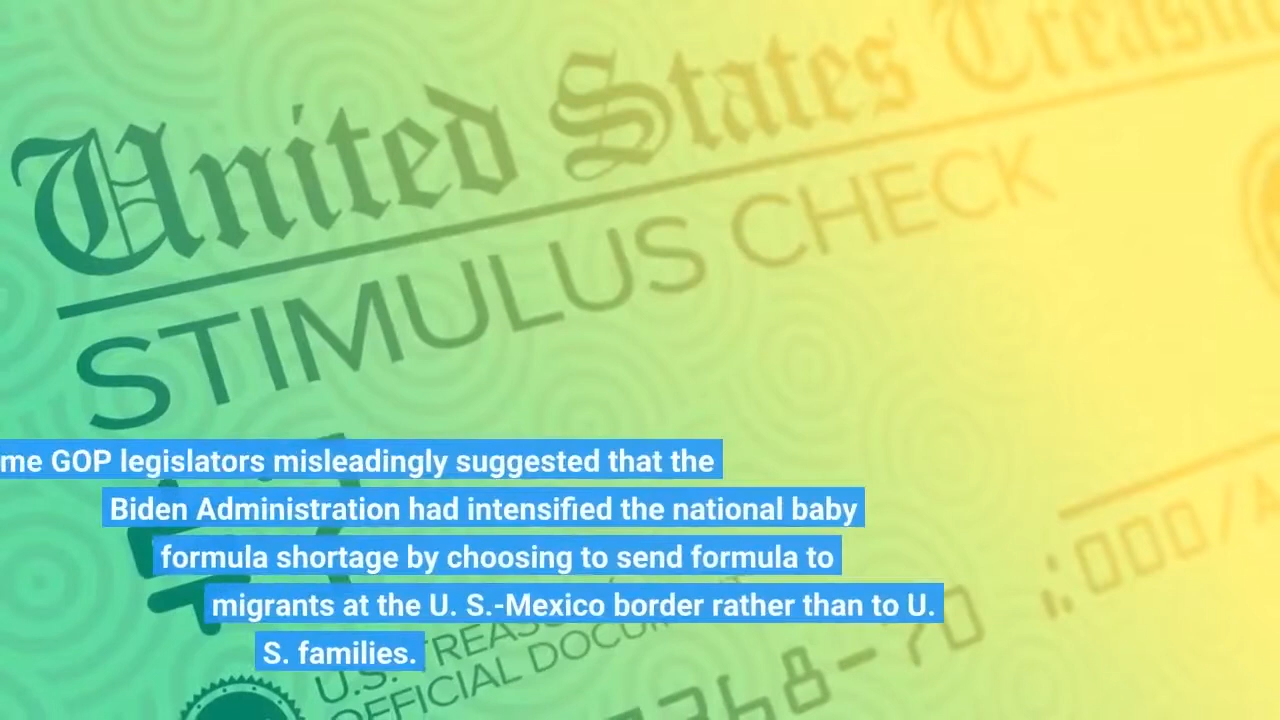 United States Treasur
STIMULUS CHECK
me GOP legislators misleadingly suggested that the
Biden Administration had intensified the national baby
formula shortage by choosing to send formula to
migrants at the U. S.-Mexico border rather than to U.
S. families.
U.S. TREASU
OFFICIAL DOCUM
:000/